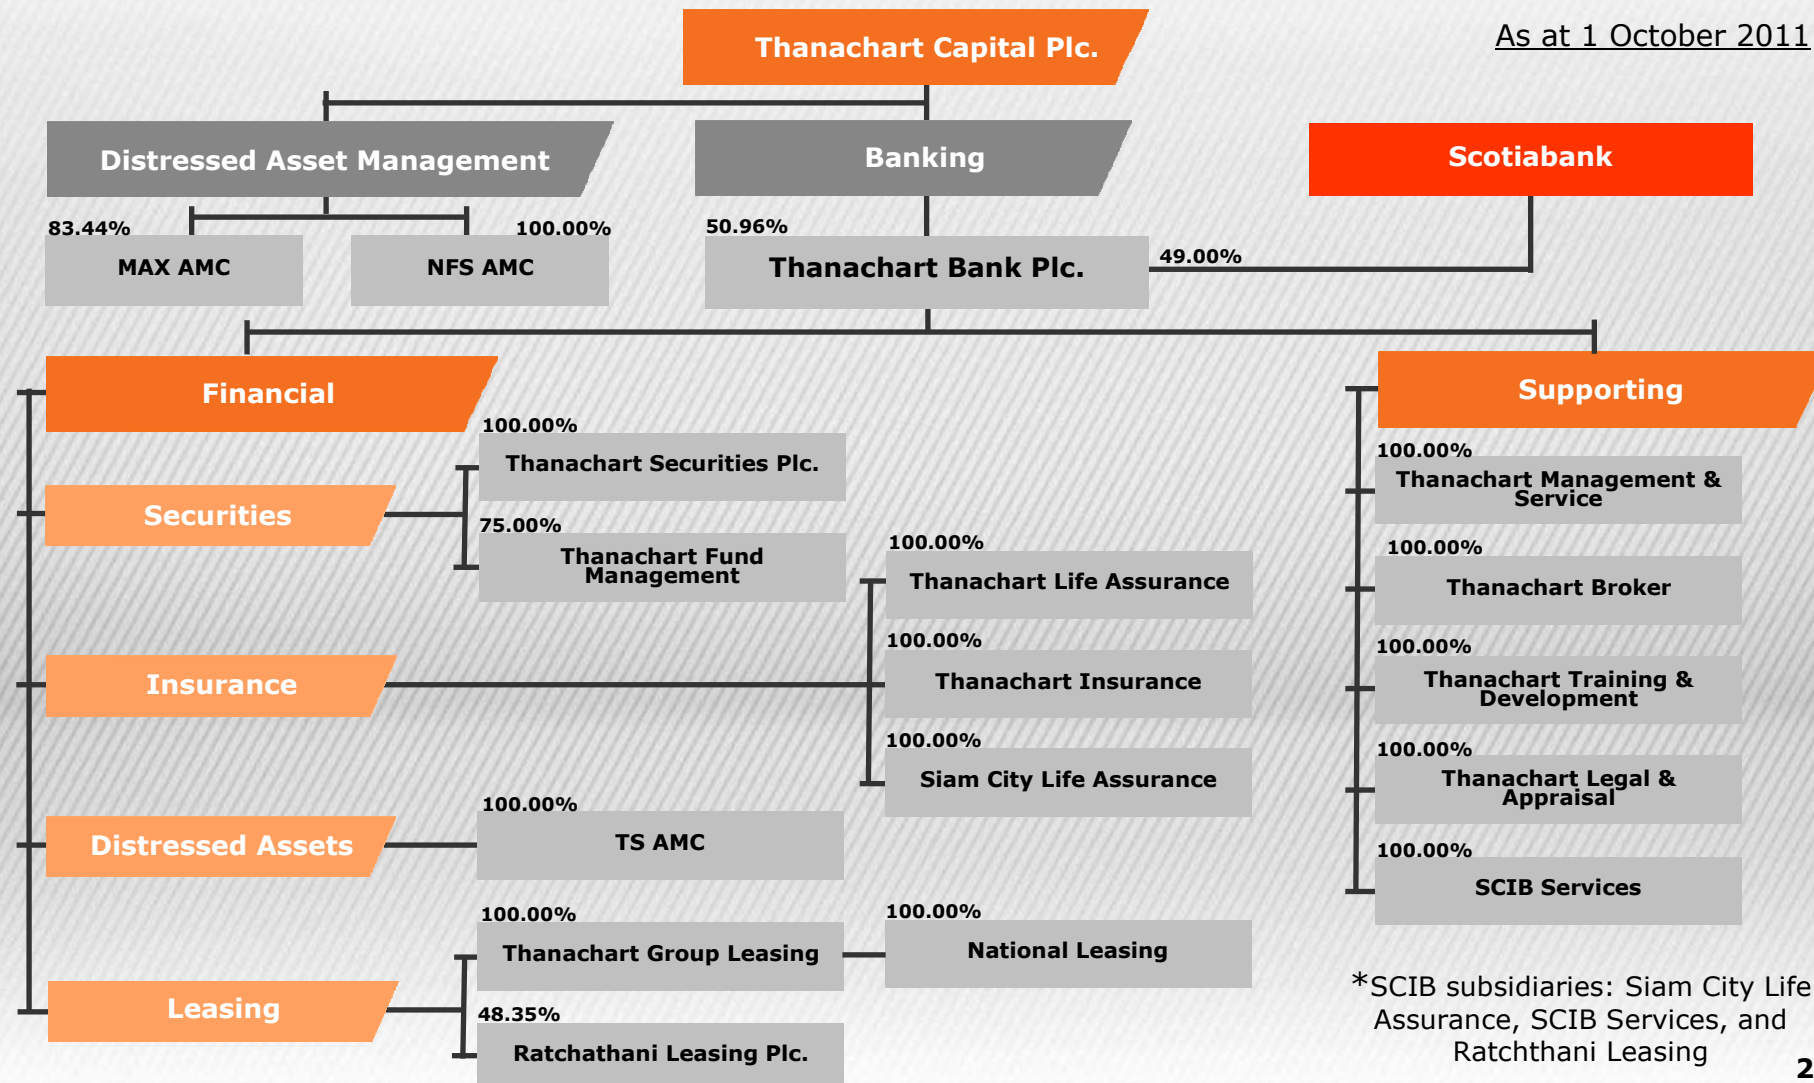 As at 1 October 2011
Thanachart Capital Plc.
Distressed Asset Management
Banking
Scotiabank
83.44%
MAX AMC
100.00%
NFS AMC
50.96%
Thanachart Bank Plc.
49.00%
Financial
Securities
100.00%
Thanachart Securities Plc.
75.00%
Thanachart Fund
Management
Insurance
100.00%
Thanachart Life Assurance
100.00%
Thanachart Insurance
100.00%
Siam City Life Assurance
Distressed Assets
100.00%
TS AMC
Leasing
100.00%
Thanachart Group Leasing
100.00%
National Leasing
48.35%
Ratchathani Leasing Plc.
Supporting
100.00%
Thanachart Management &
Service
100.00%
Thanachart Broker
100.00%
Thanachart Training &
Development
100.00%
Thanachart Legal &
Appraisal
100.00%
SCIB Services
*SCIB subsidiaries: Siam City Life
Assurance, SCIB Services, and
Ratchthani Leasing
2